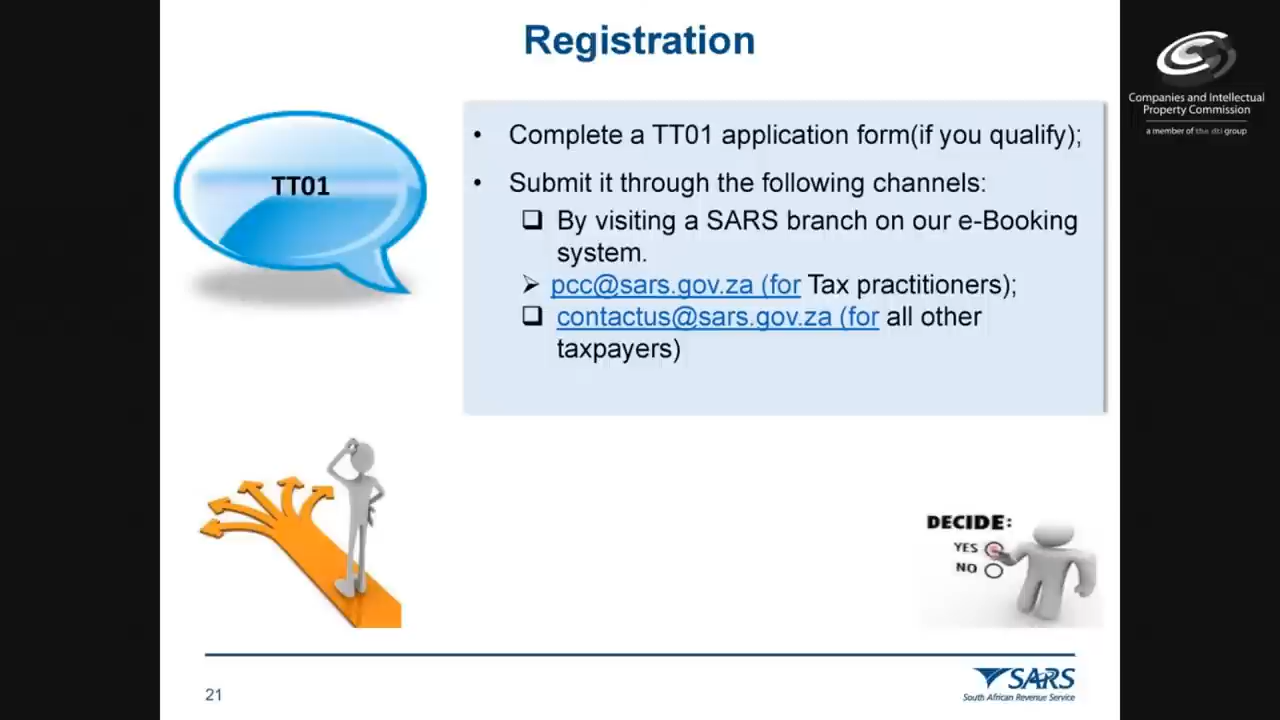 Registration
Companies and Intellectual
Property Commission
a member of the dti group
TT01
• Complete a TT01 application form(if you qualify);
• Submit it through the following channels:
❑ By visiting a SARS branch on our e-Booking
system.
➢ pcc@sars.gov.za (for Tax practitioners);
❑ contactus@sars.gov.za (for all other
taxpayers)
DECIDE:
YES
NO
21
SARS
South African Revenue Service